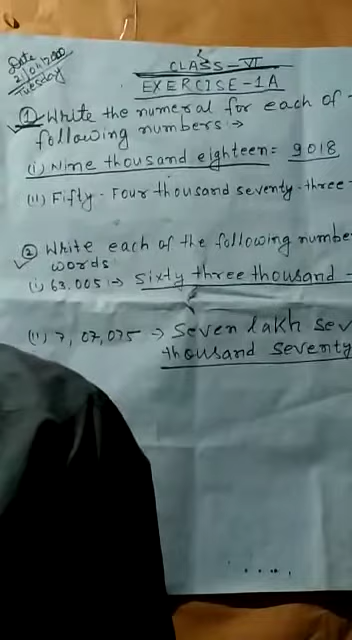 Date
21/04/2020
Tuesday
CLASS-VI
EXERCISE-1A
① Write the numeral for each of
following numbers:→
(i) Nine thousand eighteen = 9018
(ii) Fifty-Four thousand seventy-three
② Write each of the following numbe
words
(i) 63,005:→ Sixty three thousand
(ii) 7,07,075 → Seven lakh sev
thousand seventy